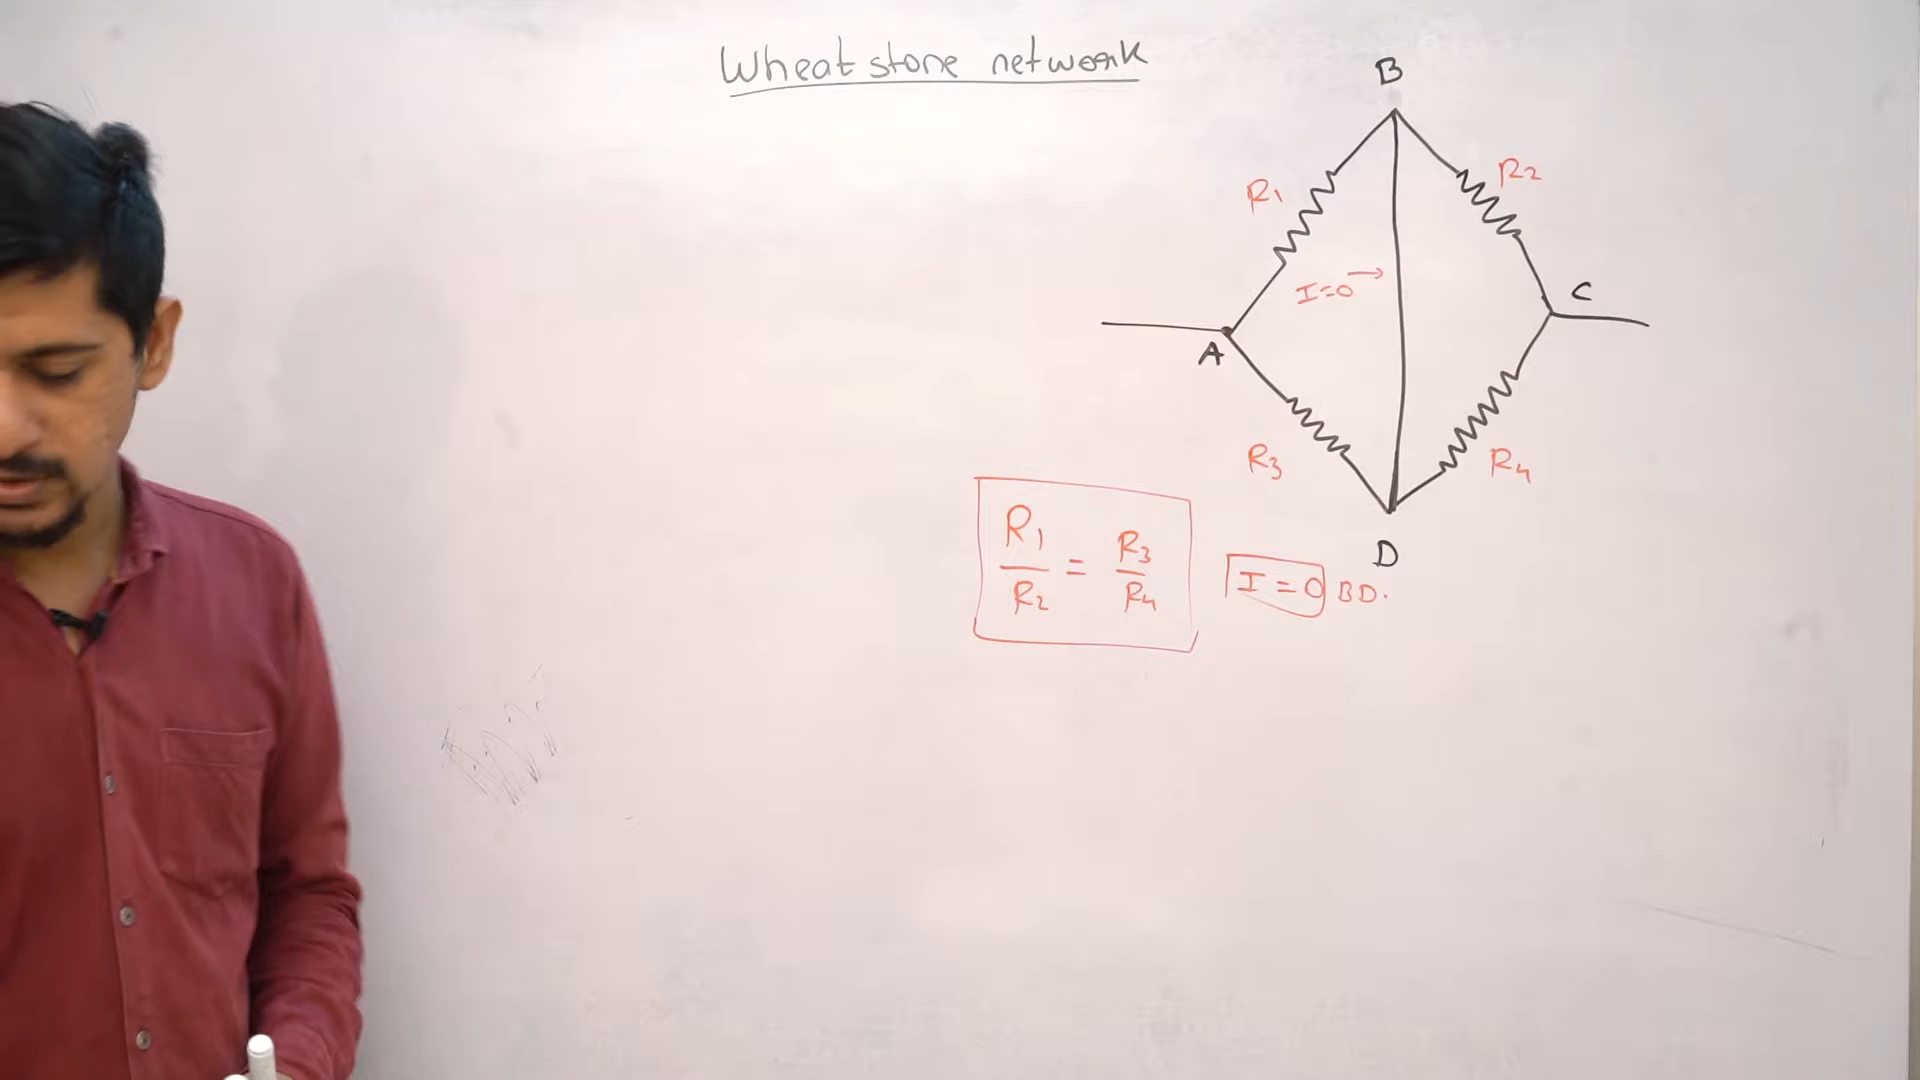 Wheatstone network
B
R1
R2
I=0
C
A
R3
R4
D
R1/R2 = R3/R4
I=0 BD.